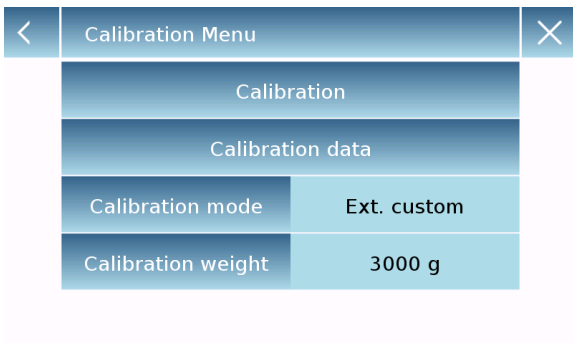 Calibration Menu
Calibration
Calibration data
Calibration mode Ext. custom
Calibration weight 3000 g